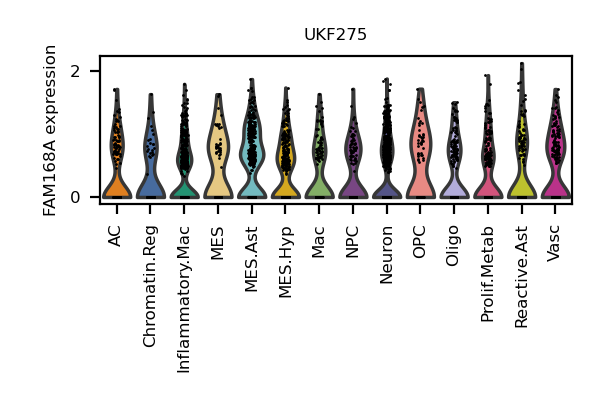 UKF275
FAM168A expression
2
0
AC
Chromatin.Reg
Inflammatory.Mac
MES
MES.Ast
MES.Hyp
Mac
NPC
Neuron
OPC
Oligo
Prolif.Metab
Reactive.Ast
Vasc